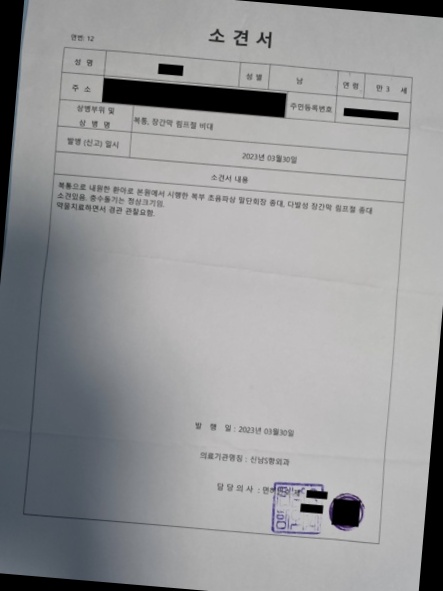 연번: 12
소 견 서
성 명
성 별 남 연 령 만 3 세
주 소 주민등록번호
상병부위 및
상 병 명
복통, 장간막 림프절 비대
발병 (신고) 일시 2023년 03월30일
소견서 내용
복통으로 내원한 환아로 본원에서 시행한 복부 초음파상 말단회장 종대, 다발성 장간막 림프절 종대
소견있음. 충수돌기는 정상크기임.
약물치료하면서 경관 관찰요함.
발 행 일 : 2023년 03월30일
의료기관명칭 : 신남S항외과
담 당 의 사 :